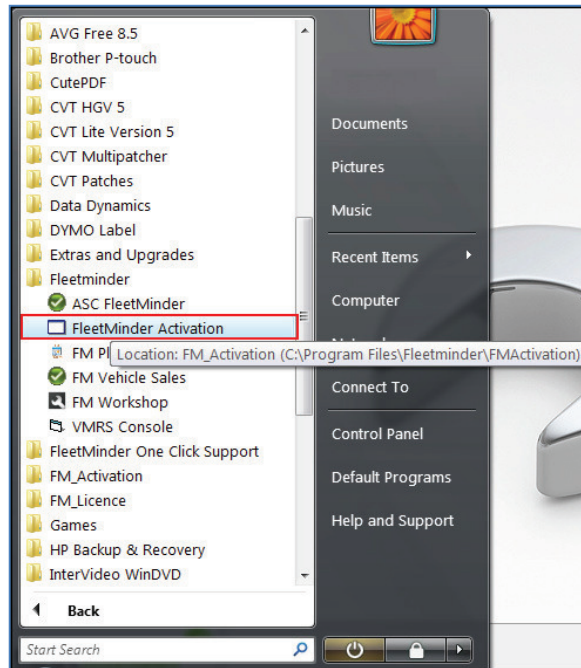 AVG Free 8.5
Brother P-touch
CutePDF
CVT HGV 5
CVT Lite Version 5
CVT Multipatcher
CVT Patches
Data Dynamics
DYMO Label
Extras and Upgrades
Fleetminder
ASC FleetMinder
FleetMinder Activation
FM Pl
Location: FM_Activation (C:\Program Files\Fleetminder\FMActivation)
FM Vehicle Sales
FM Workshop
VMRS Console
FleetMinder One Click Support
FM_Activation
FM_Licence
Games
HP Backup & Recovery
InterVideo WinDVD
Back
Start Search
Documents
Pictures
Music
Recent Items
Computer
Connect To
Control Panel
Default Programs
Help and Support